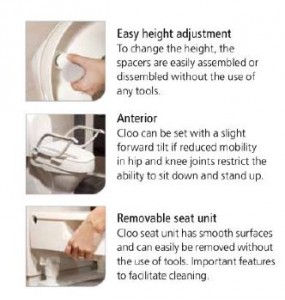 Easy height adjustment
To change the height, the
spacers are easily assembled or
dissembled without the use of
any tools.
Anterior
Cloo can be set with a slight
forward tilt if reduced mobility
in hip and knee joints restrict the
ability to sit down and stand up.
Removable seat unit
Cloo seat unit has smooth surfaces
and can easily be removed without
the use of tools. Important features
to facilitate cleaning.